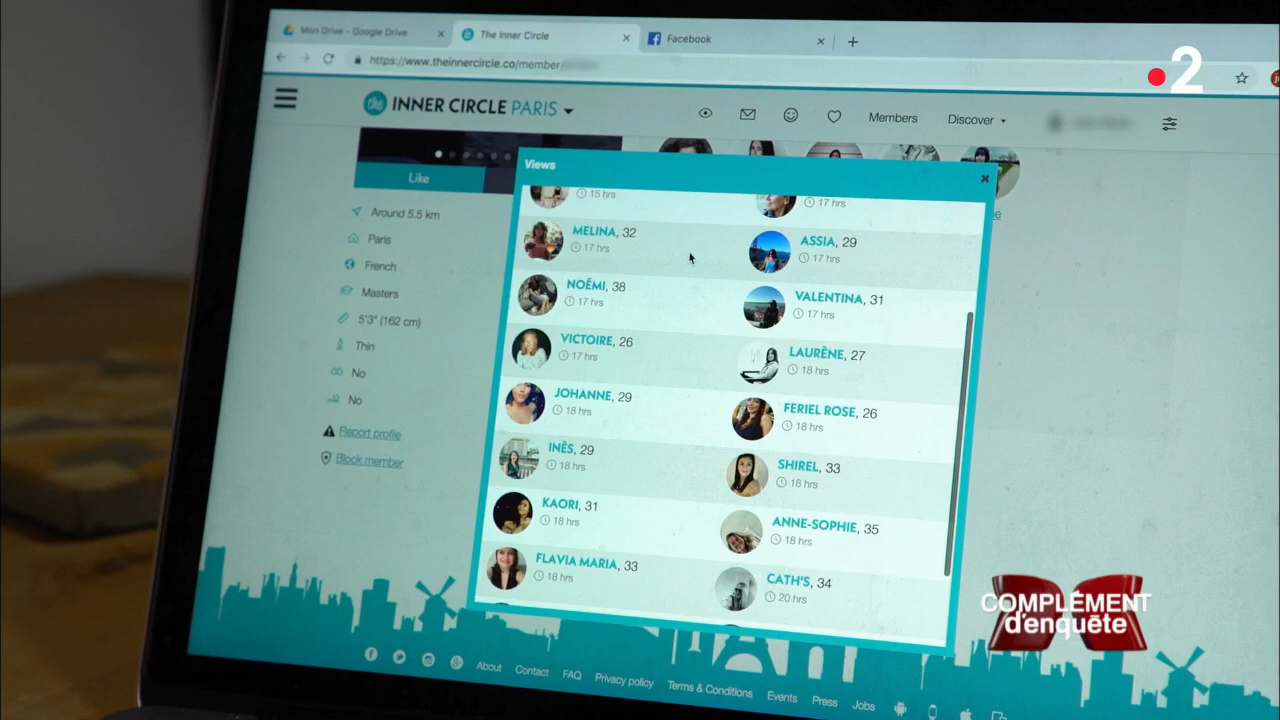 Mon Drive - Google Drive
The Inner Circle
Facebook
https://www.theinnercircle.co/member
2
the INNER CIRCLE PARIS
Members
Discover
Like
Around 5.5 km
Paris
French
Masters
5'3" (162 cm)
Thin
No
No
Report profile
Block member
Views
15 hrs
17 hrs
MELINA, 32
17 hrs
ASSIA, 29
17 hrs
NOÉMI, 38
17 hrs
VALENTINA, 31
17 hrs
VICTOIRE, 26
17 hrs
LAURÈNE, 27
18 hrs
JOHANNE, 29
18 hrs
FERIEL ROSE, 26
18 hrs
INÈS, 29
18 hrs
SHIREL, 33
18 hrs
KAORI, 31
18 hrs
ANNE-SOPHIE, 35
18 hrs
FLAVIA MARIA, 33
18 hrs
CATH'S, 34
20 hrs
COMPLÉMENT
d'enquête
About Contact FAQ Privacy policy Terms & Conditions Events Press Jobs